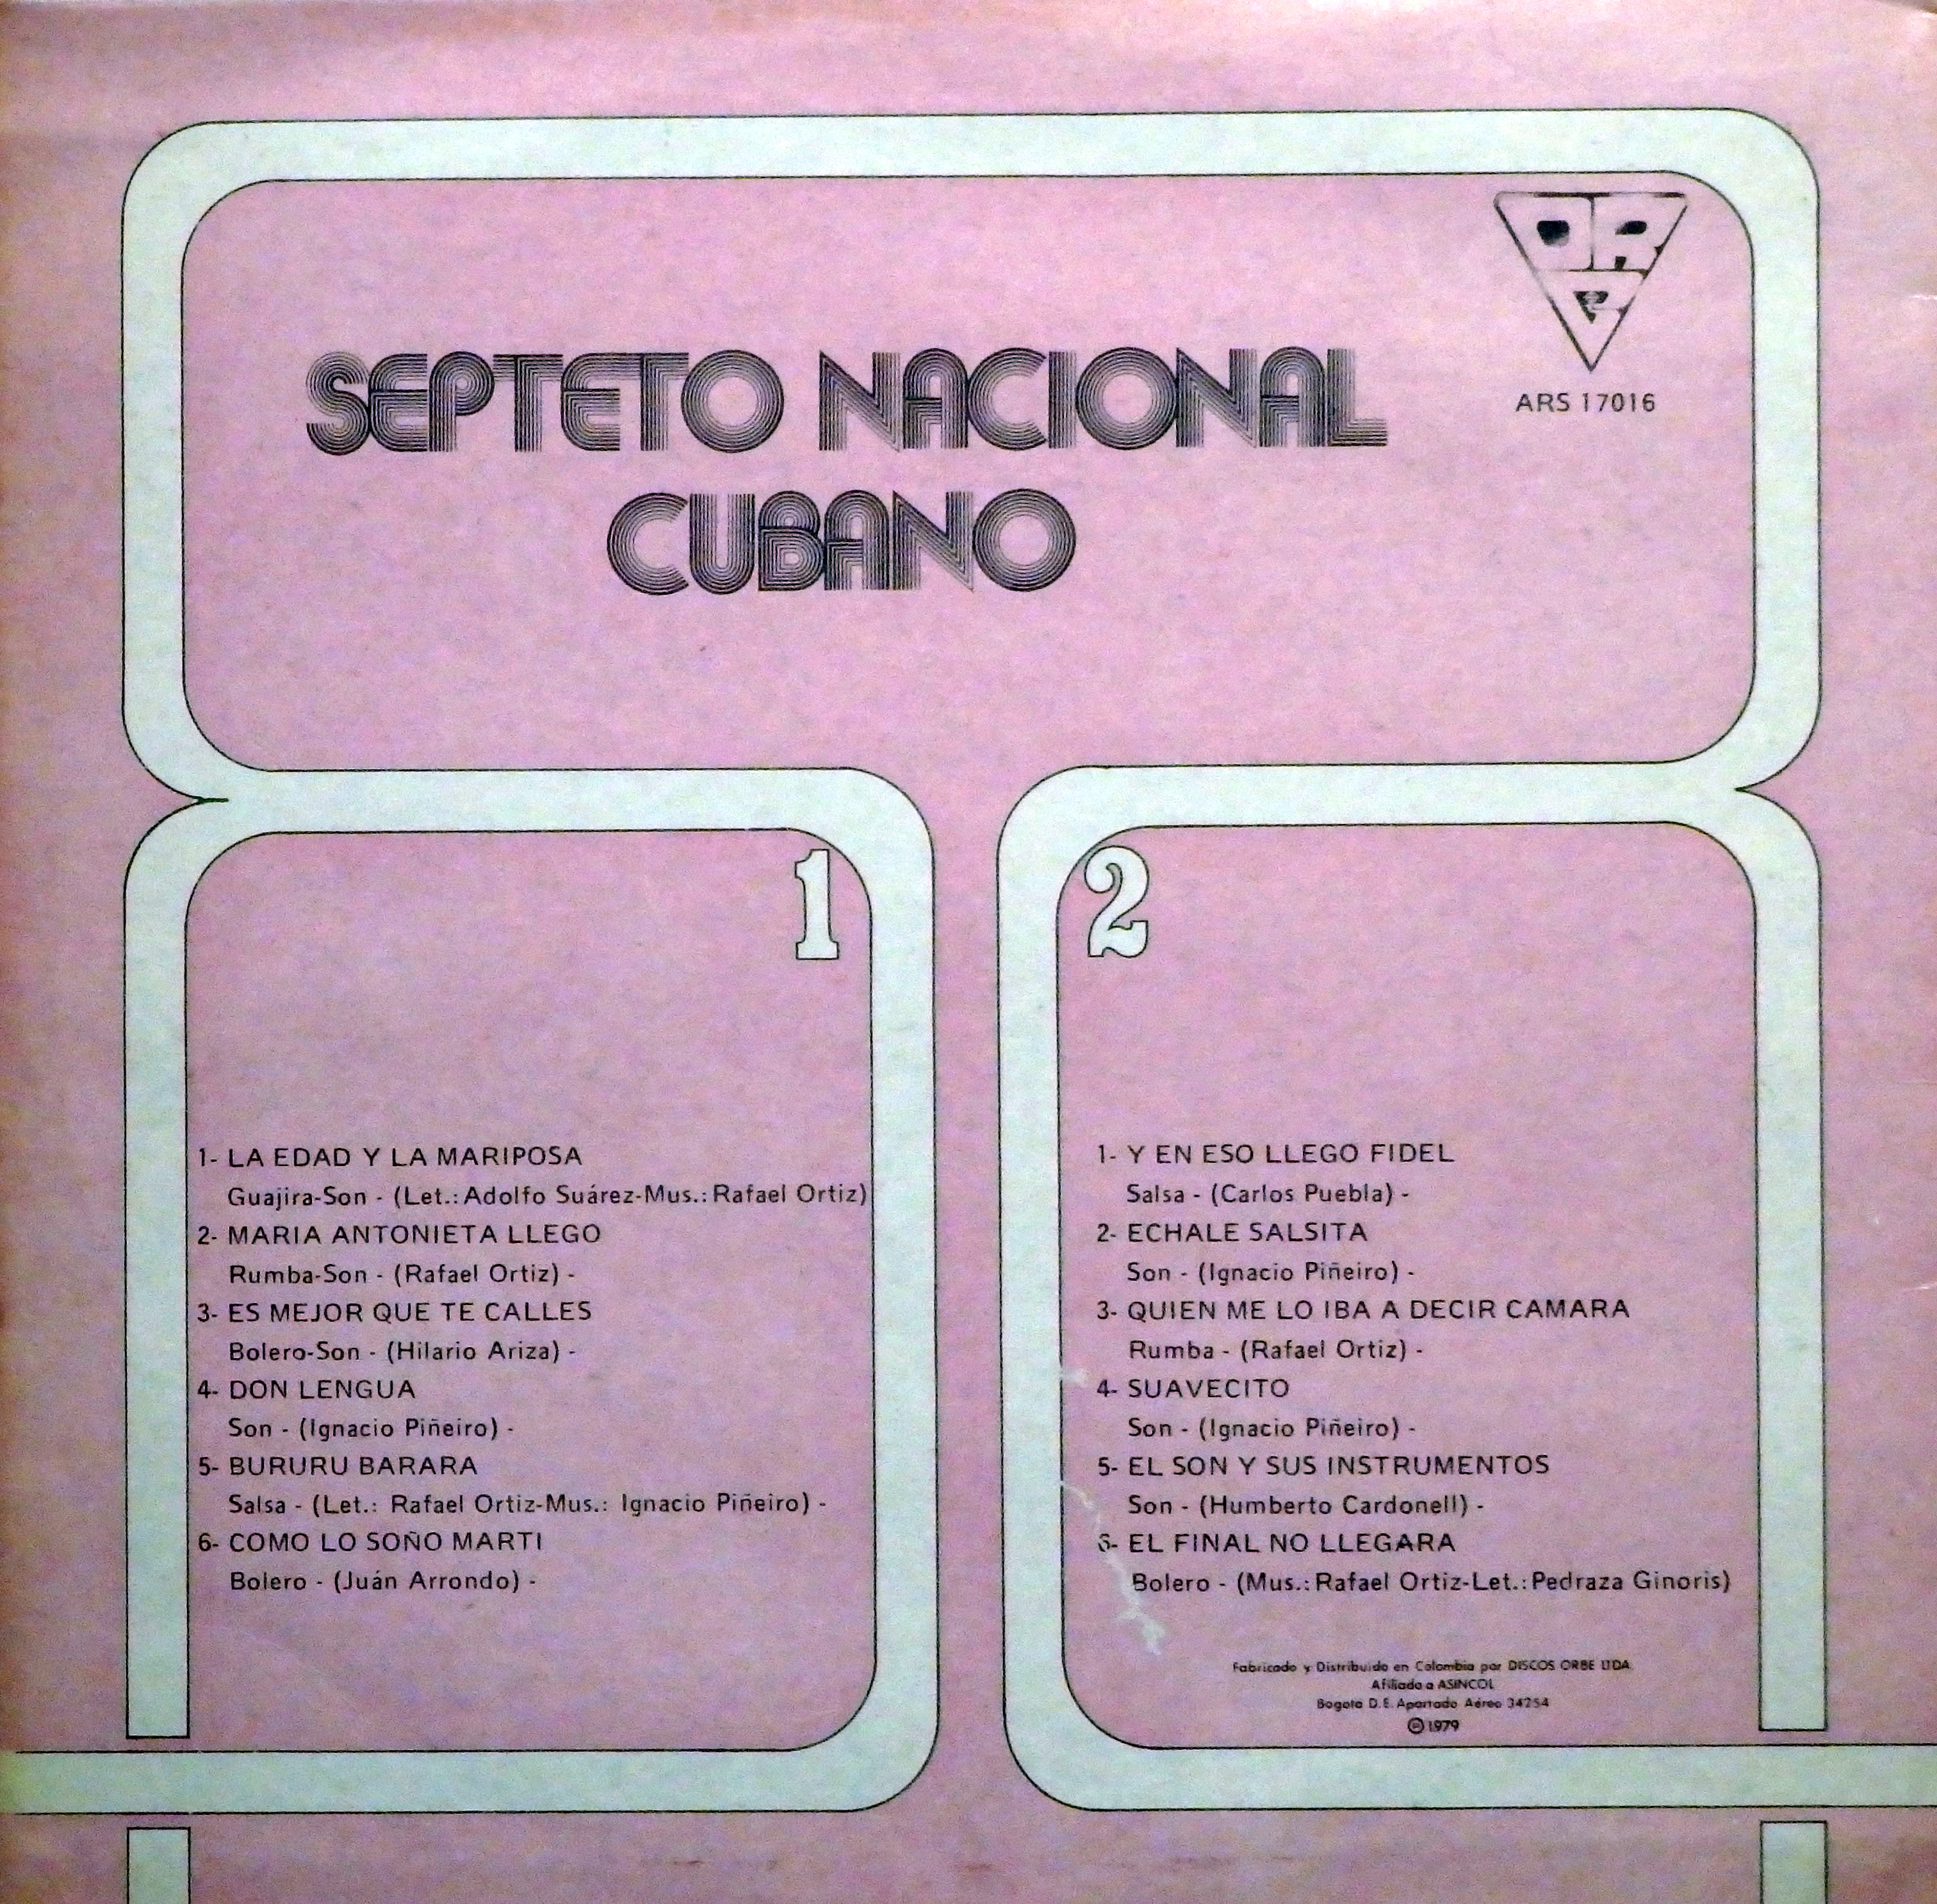 ORBE
ARS 17016
SEPTETO NACIONAL
CUBANO
1
1- LA EDAD Y LA MARIPOSA
Guajira-Son - (Let.: Adolfo Suárez-Mus.: Rafael Ortiz)
2- MARIA ANTONIETA LLEGO
Rumba-Son - (Rafael Ortiz) -
3- ES MEJOR QUE TE CALLES
Bolero-Son - (Hilario Ariza) -
4- DON LENGUA
Son - (Ignacio Piñeiro) -
5- BURURU BARARA
Salsa - (Let.: Rafael Ortiz-Mus.: Ignacio Piñeiro) -
6- COMO LO SOÑO MARTI
Bolero - (Juán Arrondo) -
2
1- Y EN ESO LLEGO FIDEL
Salsa - (Carlos Puebla) -
2- ECHALE SALSITA
Son - (Ignacio Piñeiro) -
3- QUIEN ME LO IBA A DECIR CAMARA
Rumba - (Rafael Ortiz) -
4- SUAVECITO
Son - (Ignacio Piñeiro) -
5- EL SON Y SUS INSTRUMENTOS
Son - (Humberto Cardonell) -
6- EL FINAL NO LLEGARA
Bolero - (Mus.: Rafael Ortiz-Let.: Pedraza Ginoris)
Fabricado y Distribuido en Colombia por DISCOS ORBE LTDA.
Afiliado a ASINCOL
Bogotá D.E. Apartado Aéreo 34254
℗ 1979